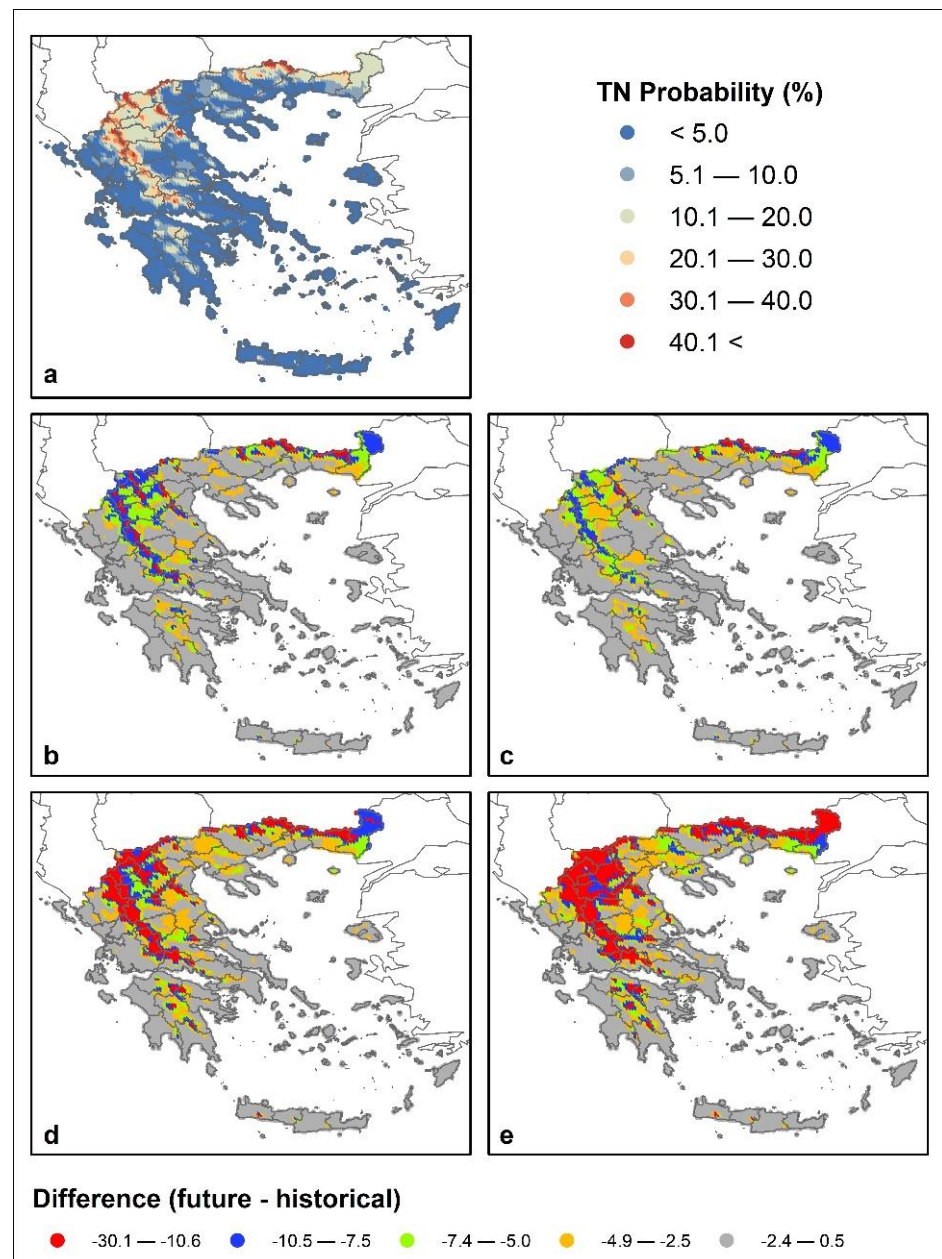 TN Probability (%)
< 5.0
5.1 — 10.0
10.1 — 20.0
20.1 — 30.0
30.1 — 40.0
40.1 <
a
b
c
d
e
Difference (future - historical)
-30.1 — -10.6 -10.5 — -7.5 -7.4 — -5.0 -4.9 — -2.5 -2.4 — 0.5